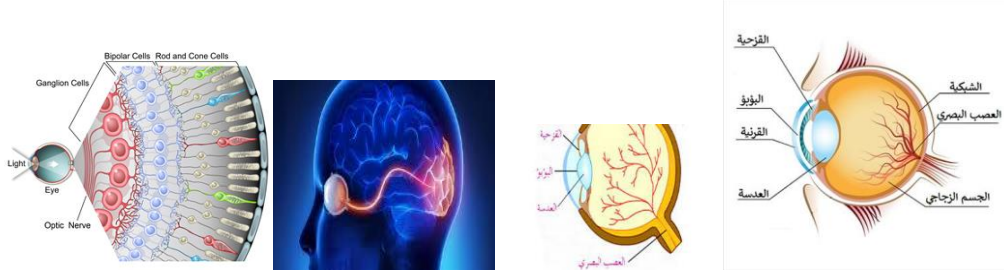 Bipolar Cells
Rod and Cone Cells
Ganglion Cells
Light
Eye
Optic Nerve
القزحية
البؤبؤ
العدسة
العصب البصري
القزحية
البؤبؤ
القرنية
العدسة
الشبكية
العصب البصري
الجسم الزجاجي